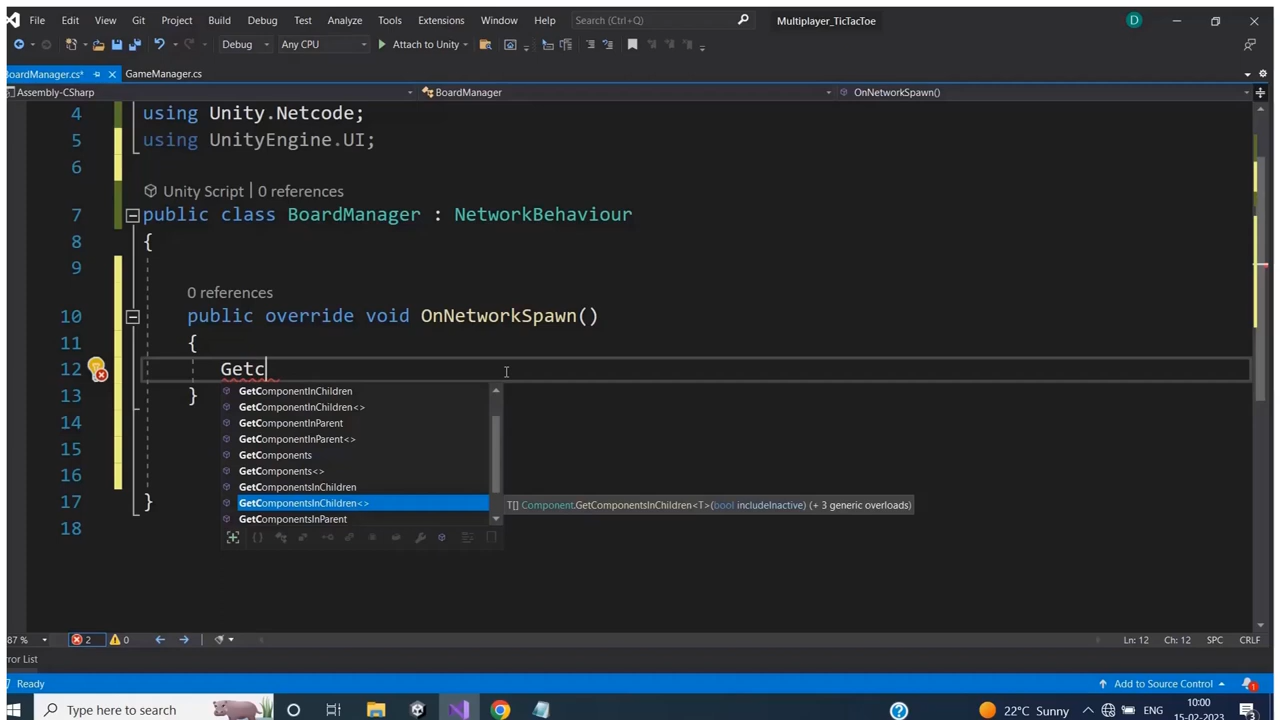 File Edit View Git Project Build Debug Test Analyze Tools Extensions Window Help Search (Ctrl+Q) Multiplayer_TicTacToe D
Debug Any CPU Attach to Unity
BoardManager.cs* GameManager.cs
Assembly-CSharp BoardManager OnNetworkSpawn()
4 using Unity.Netcode;
5 using UnityEngine.UI;
6
Unity Script | 0 references
7 public class BoardManager : NetworkBehaviour
8 {
9
0 references
10 public override void OnNetworkSpawn()
11 {
12 Getc
13 }
GetComponentInChildren
GetComponentInChildren<>
14 GetComponentInParent
GetComponentInParent<>
15 GetComponents
GetComponents<>
16 GetComponentsInChildren
17 } GetComponentsInChildren<> T[] Component.GetComponentsInChildren<T>(bool includeInactive) (+ 3 generic overloads)
GetComponentsInParent
18
87 % 2 0 Ln: 12 Ch: 12 SPC CRLF
rror List
Ready Add to Source Control 1
Type here to search 22°C Sunny ENG 10:00
15-02-2023 3